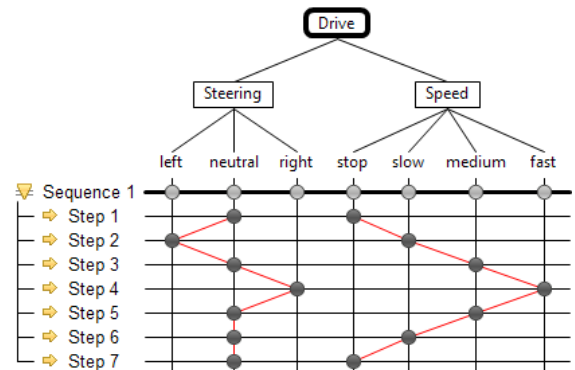 Drive
Steering Speed
left neutral right stop slow medium fast
Sequence 1
Step 1
Step 2
Step 3
Step 4
Step 5
Step 6
Step 7